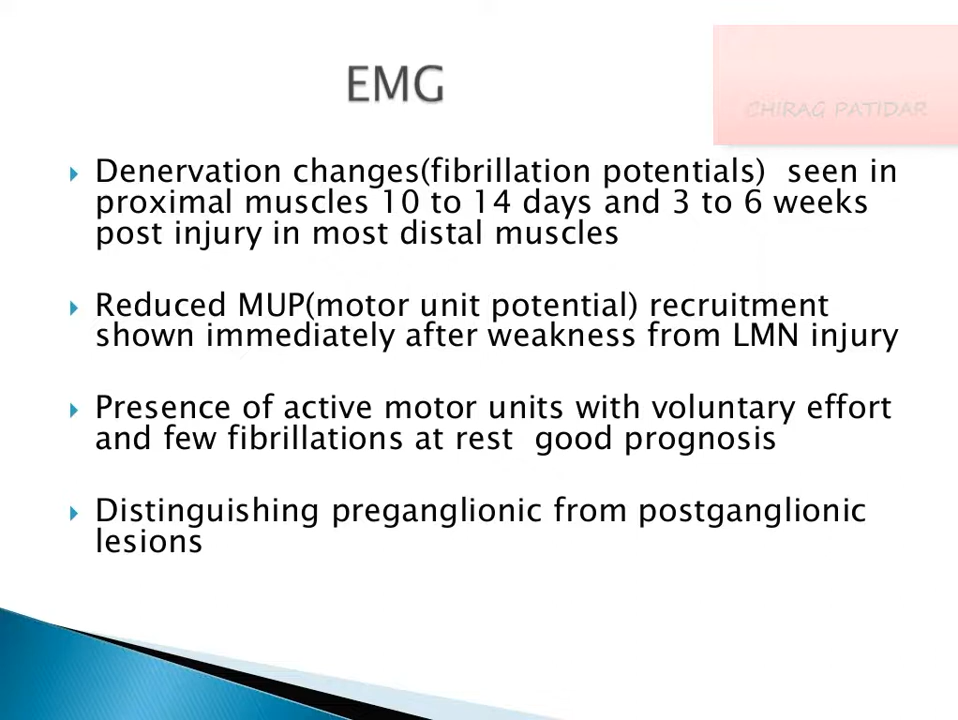 EMG
CHIRAG PATIDAR
Denervation changes(fibrillation potentials) seen in
proximal muscles 10 to 14 days and 3 to 6 weeks
post injury in most distal muscles
Reduced MUP(motor unit potential) recruitment
shown immediately after weakness from LMN injury
Presence of active motor units with voluntary effort
and few fibrillations at rest good prognosis
Distinguishing preganglionic from postganglionic
lesions